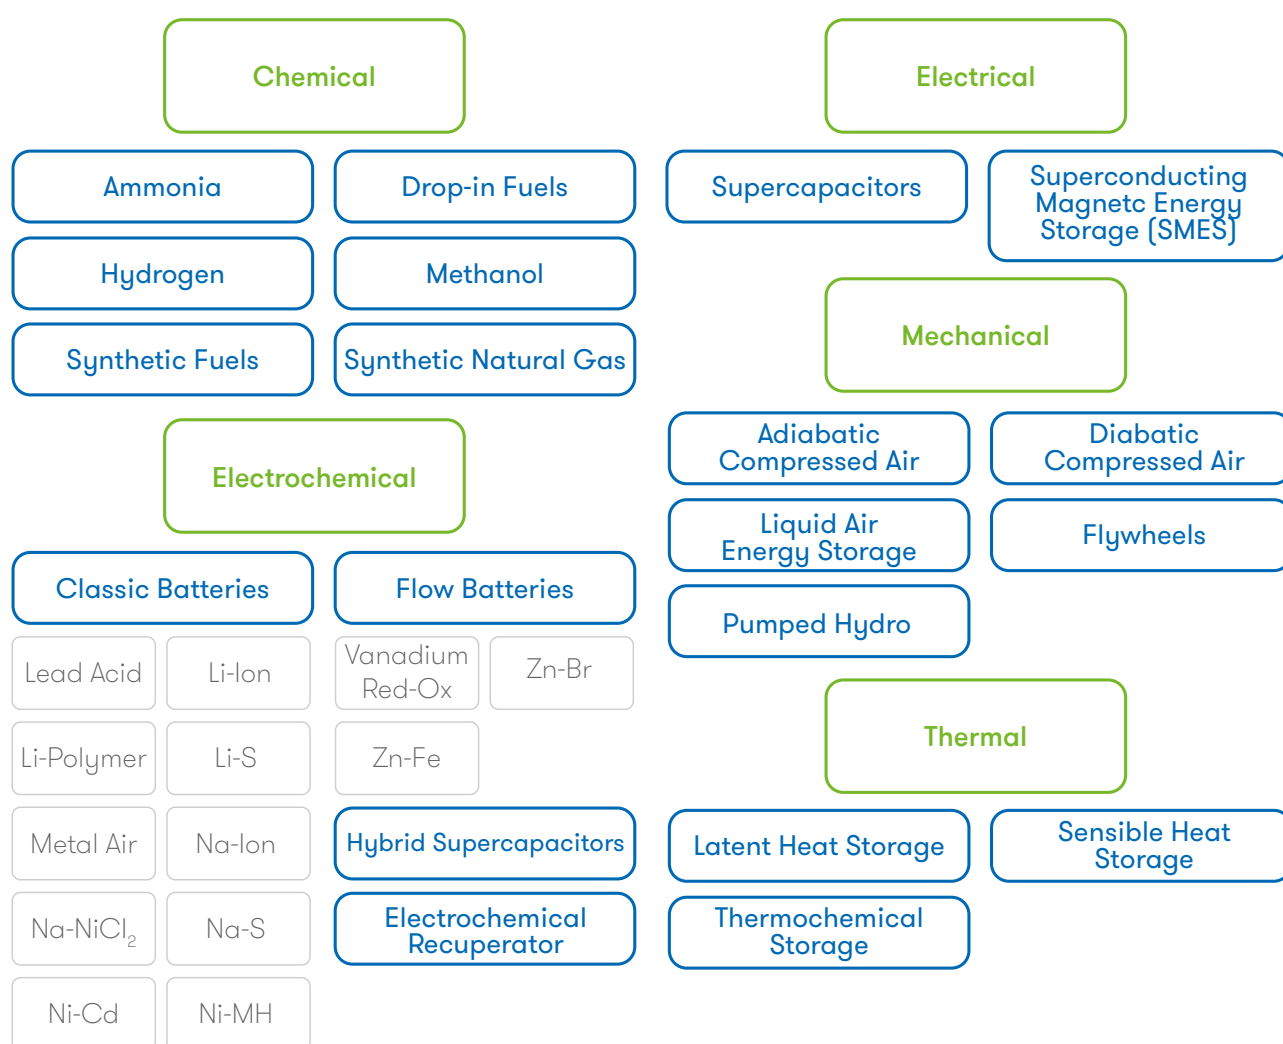 Chemical
Ammonia
Drop-in Fuels
Hydrogen
Methanol
Synthetic Fuels
Synthetic Natural Gas
Electrochemical
Classic Batteries
Flow Batteries
Lead Acid
Li-Ion
Vanadium
Red-Ox
Zn-Br
Li-Polymer
Li-S
Zn-Fe
Metal Air
Na-Ion
Hybrid Supercapacitors
Na-NiCl₂
Na-S
Electrochemical
Recuperator
Ni-Cd
Ni-MH
Electrical
Supercapacitors
Superconducting
Magnetc Energy
Storage (SMES)
Mechanical
Adiabatic
Compressed Air
Diabatic
Compressed Air
Liquid Air
Energy Storage
Flywheels
Pumped Hydro
Thermal
Latent Heat Storage
Sensible Heat
Storage
Thermochemical
Storage